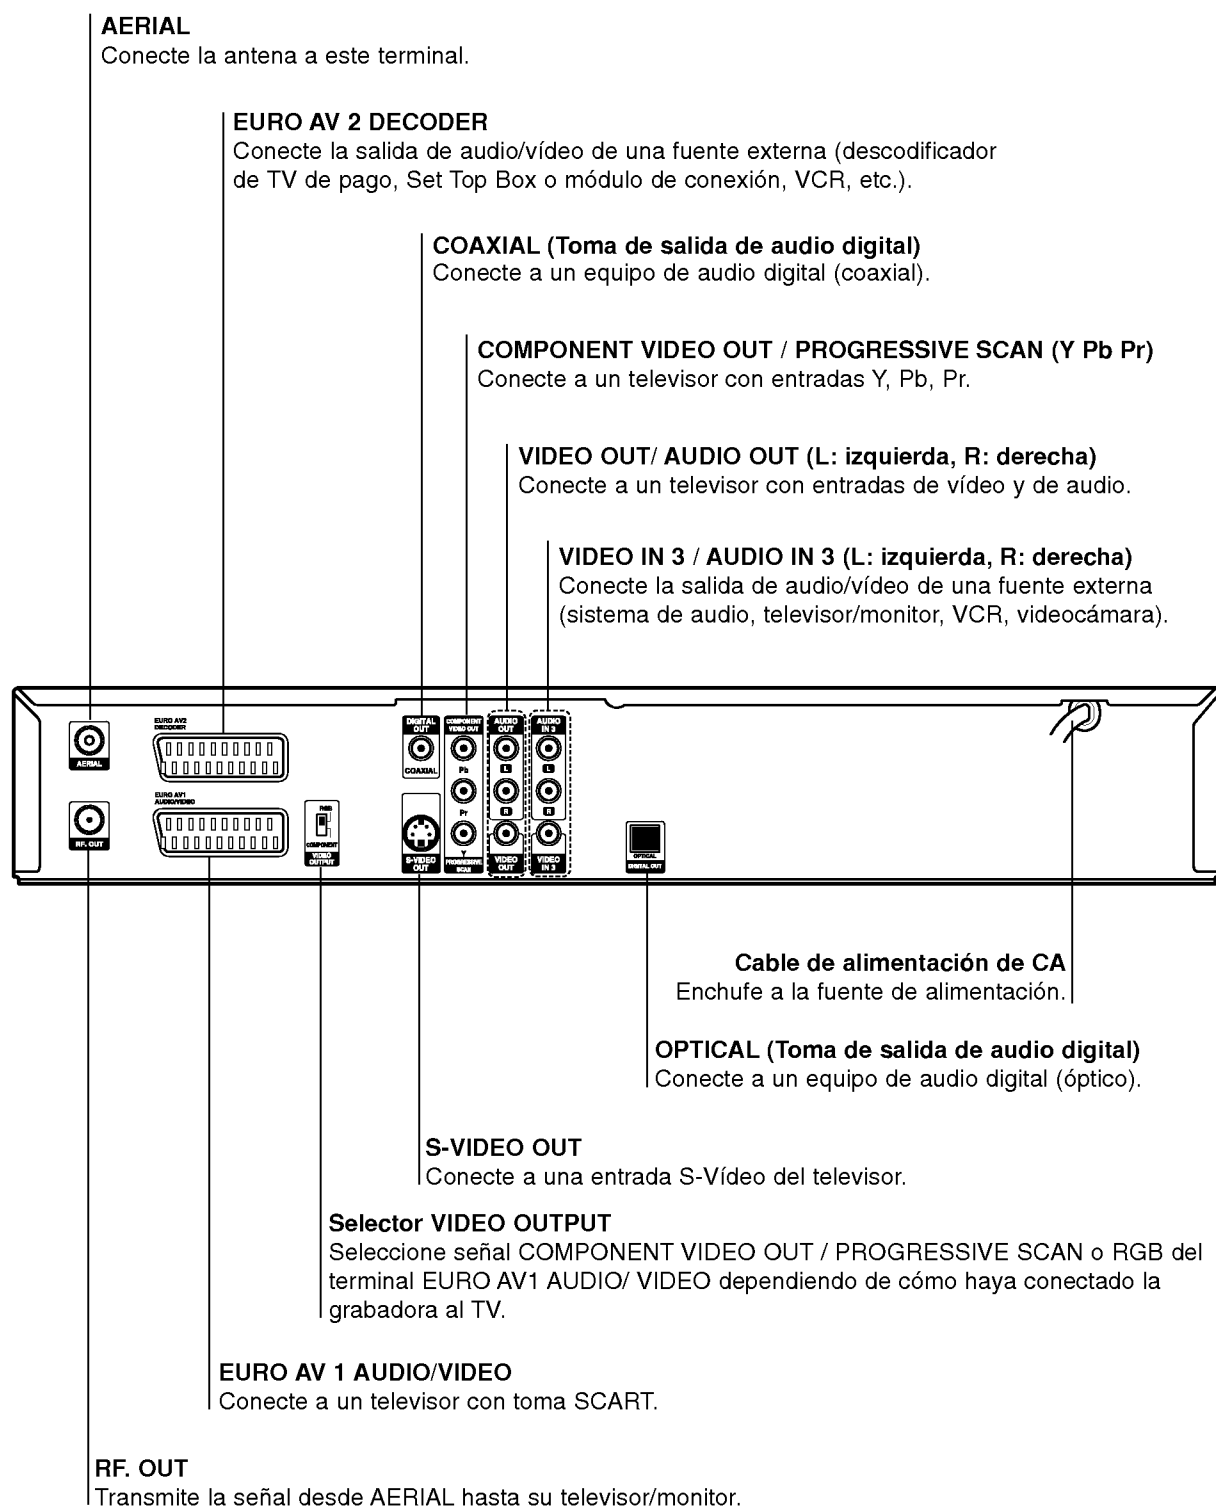 AERIAL
Conecte la antena a este terminal.
EURO AV 2 DECODER
Conecte la salida de audio/vídeo de una fuente externa (descodificador
de TV de pago, Set Top Box o módulo de conexión, VCR, etc.).
COAXIAL (Toma de salida de audio digital)
Conecte a un equipo de audio digital (coaxial).
COMPONENT VIDEO OUT / PROGRESSIVE SCAN (Y Pb Pr)
Conecte a un televisor con entradas Y, Pb, Pr.
VIDEO OUT/ AUDIO OUT (L: izquierda, R: derecha)
Conecte a un televisor con entradas de vídeo y de audio.
VIDEO IN 3 / AUDIO IN 3 (L: izquierda, R: derecha)
Conecte la salida de audio/vídeo de una fuente externa
(sistema de audio, televisor/monitor, VCR, videocámara).
AERIAL
RF. OUT
EURO AV2
DECODER
EURO AV1
AUDIO/VIDEO
RGB
COMPONENT
VIDEO
OUTPUT
DIGITAL
OUT
COAXIAL
S-VIDEO
OUT
COMPONENT
VIDEO OUT
Pb
Pr
Y
PROGRESSIVE
SCAN
AUDIO
OUT
L
R
VIDEO
OUT
AUDIO
IN 3
L
R
VIDEO
IN 3
OPTICAL
DIGITAL OUT
Cable de alimentación de CA
Enchufe a la fuente de alimentación.
OPTICAL (Toma de salida de audio digital)
Conecte a un equipo de audio digital (óptico).
S-VIDEO OUT
Conecte a una entrada S-Vídeo del televisor.
Selector VIDEO OUTPUT
Seleccione señal COMPONENT VIDEO OUT / PROGRESSIVE SCAN o RGB del
terminal EURO AV1 AUDIO/ VIDEO dependiendo de cómo haya conectado la
grabadora al TV.
EURO AV 1 AUDIO/VIDEO
Conecte a un televisor con toma SCART.
RF. OUT
Transmite la señal desde AERIAL hasta su televisor/monitor.